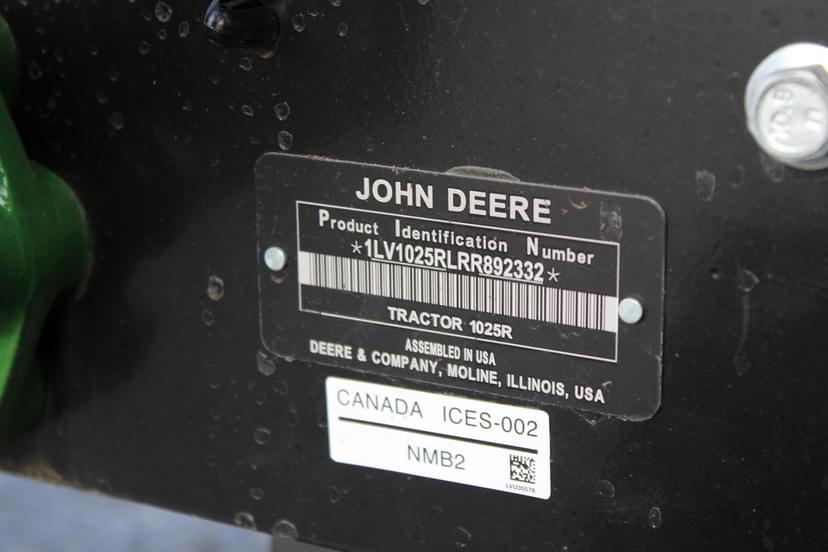 JOHN DEERE
Product Identification Number
*1LV1025RLRR892332*
TRACTOR 1025R
ASSEMBLED IN USA
DEERE & COMPANY, MOLINE, ILLINOIS, USA
CANADA ICES-002
NMB2
LVU35578